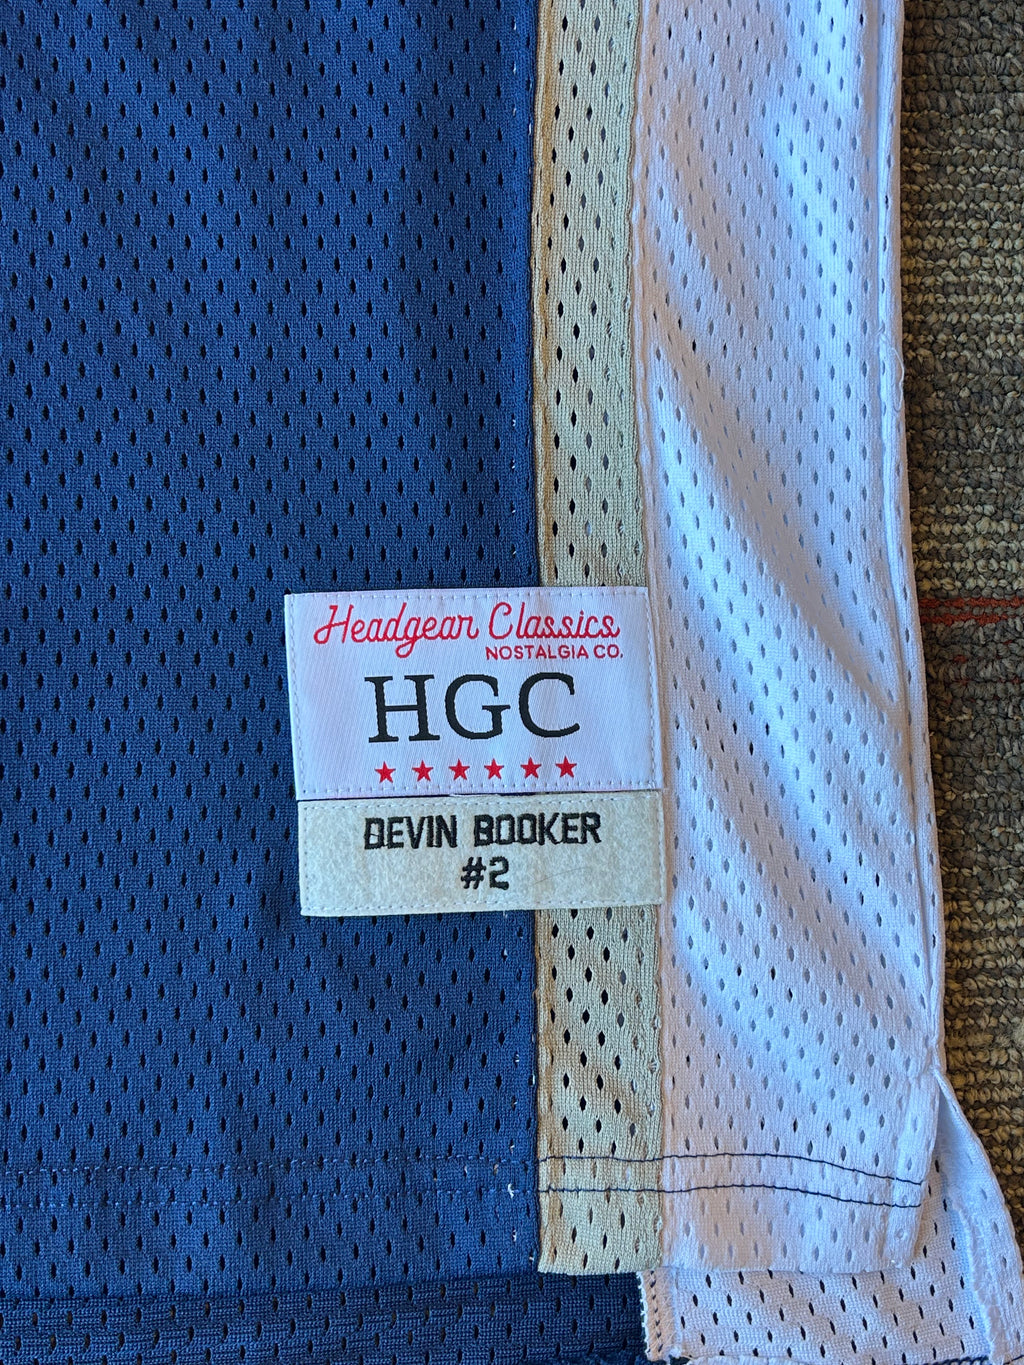 Headgear Classics
NOSTALGIA CO.
HGC
DEVIN BOOKER
#2